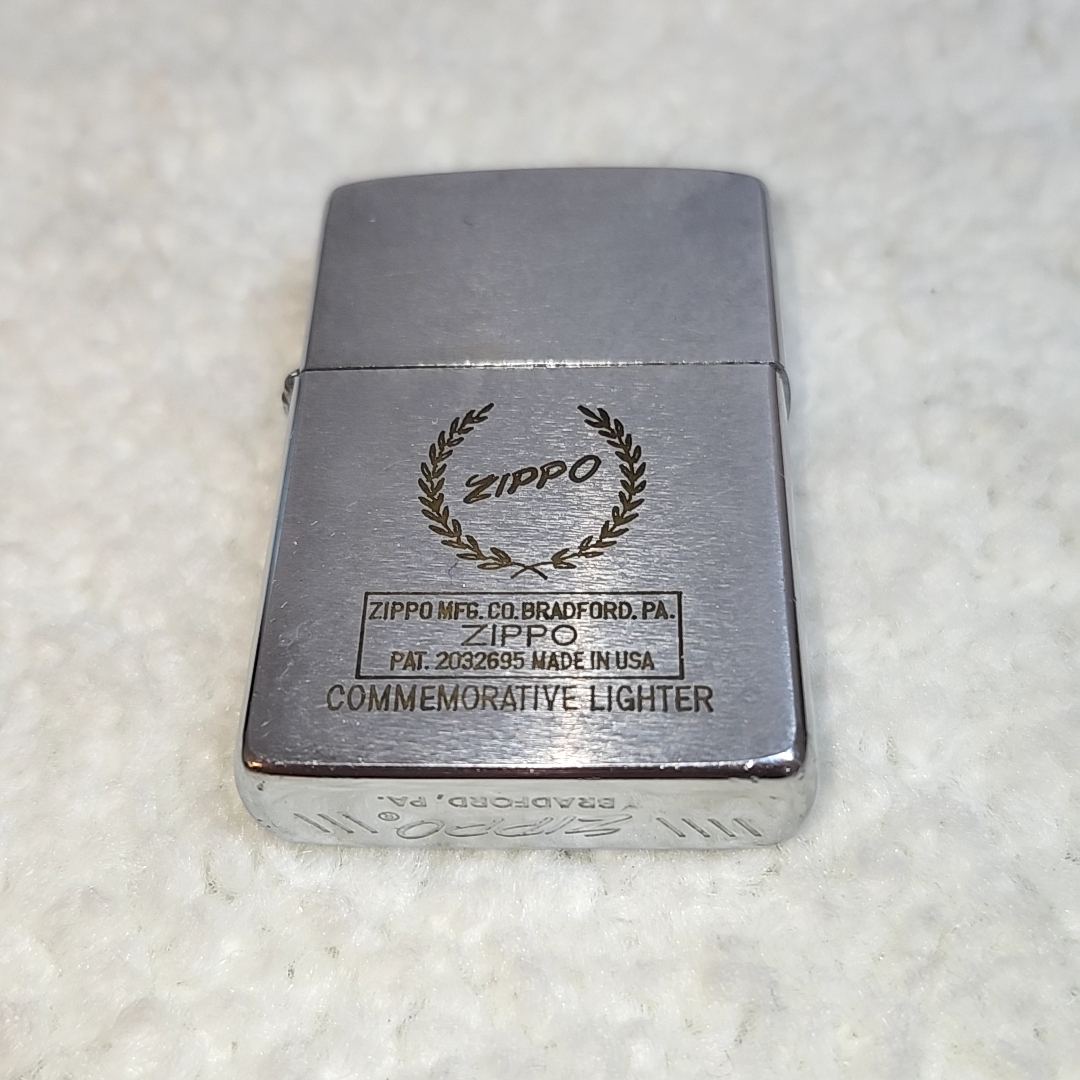 ZIPPO
ZIPPO MFG. CO. BRADFORD, PA.
ZIPPO
PAT. 2032695 MADE IN USA
COMMEMORATIVE LIGHTER
BRADFORD, PA.
||||| || ZIPPO® || |||